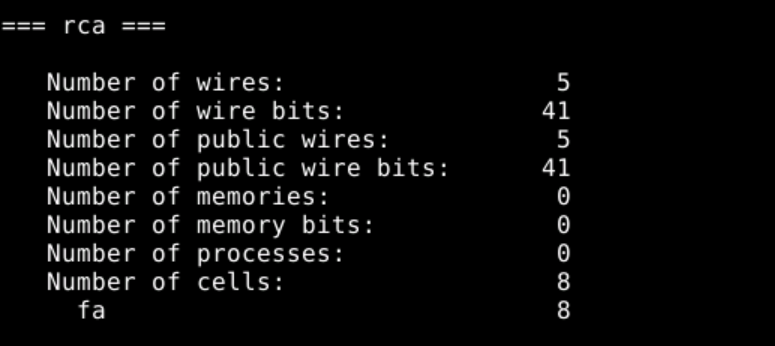 === rca ===
Number of wires: 5
Number of wire bits: 41
Number of public wires: 5
Number of public wire bits: 41
Number of memories: 0
Number of memory bits: 0
Number of processes: 0
Number of cells: 8
fa 8